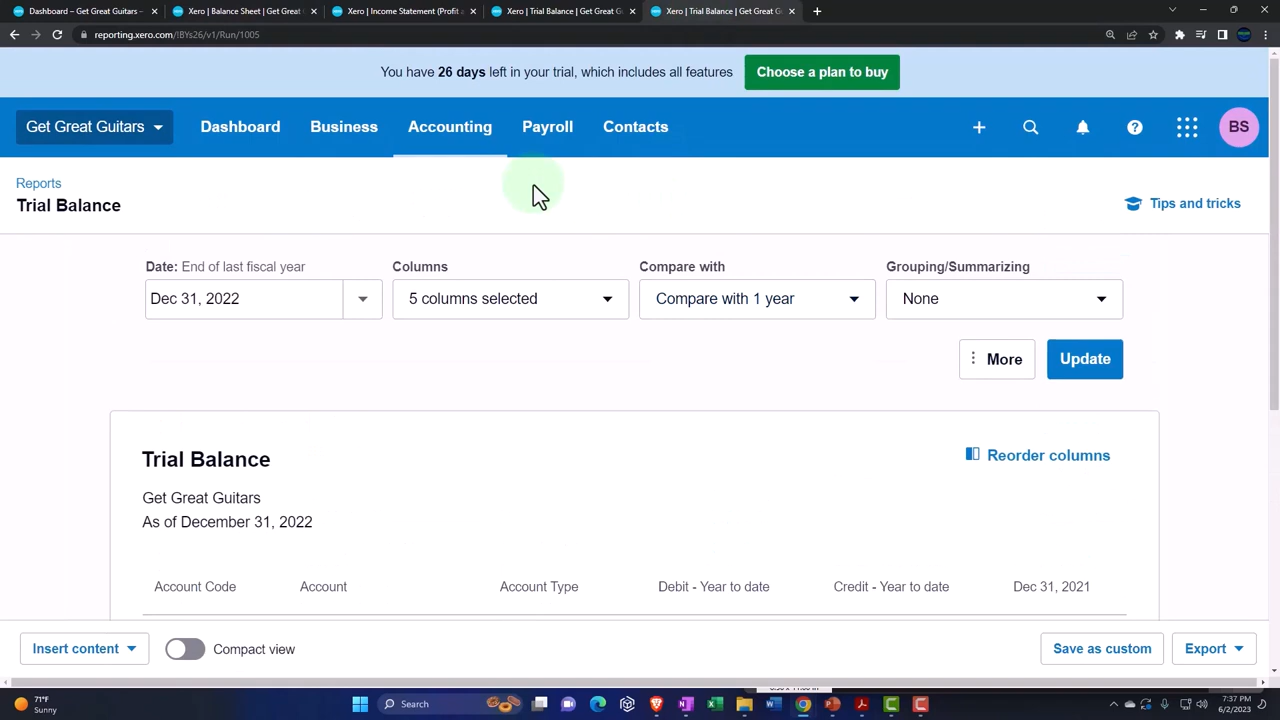 Dashboard – Get Great Guitars -
Xero | Balance Sheet | Get Great
Xero | Income Statement (Profit a
Xero | Trial Balance | Get Great G
Xero | Trial Balance | Get Great G
reporting.xero.com/!BYs26/v1/Run/1005
You have 26 days left in your trial, which includes all features
Choose a plan to buy
Get Great Guitars
Dashboard
Business
Accounting
Payroll
Contacts
BS
Reports
Trial Balance
Tips and tricks
Date: End of last fiscal year
Columns
Compare with
Grouping/Summarizing
Dec 31, 2022
5 columns selected
Compare with 1 year
None
More
Update
Trial Balance
Reorder columns
Get Great Guitars
As of December 31, 2022
Account Code
Account
Account Type
Debit - Year to date
Credit - Year to date
Dec 31, 2021
Insert content
Compact view
Save as custom
Export
71°F
Sunny
Search
7:37 PM
6/2/2023